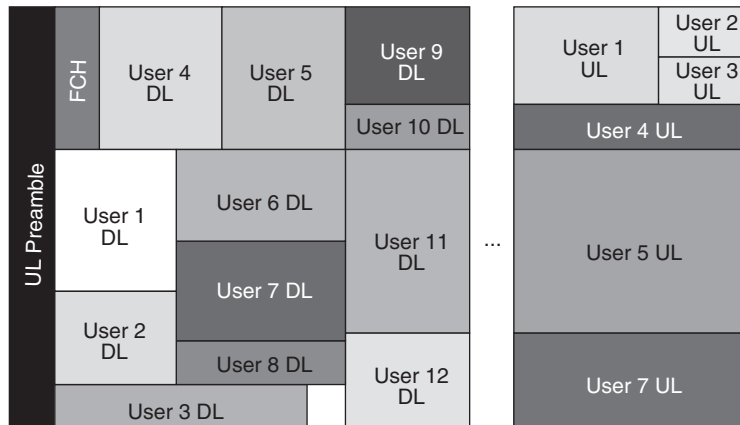 UL Preamble
FCH
User 4
DL
User 5
DL
User 9
DL
User 10 DL
User 1
DL
User 6 DL
User 7 DL
User 2
DL
User 8 DL
User 3 DL
User 11
DL
User 12
DL
...
User 1
UL
User 2
UL
User 3
UL
User 4 UL
User 5 UL
User 7 UL